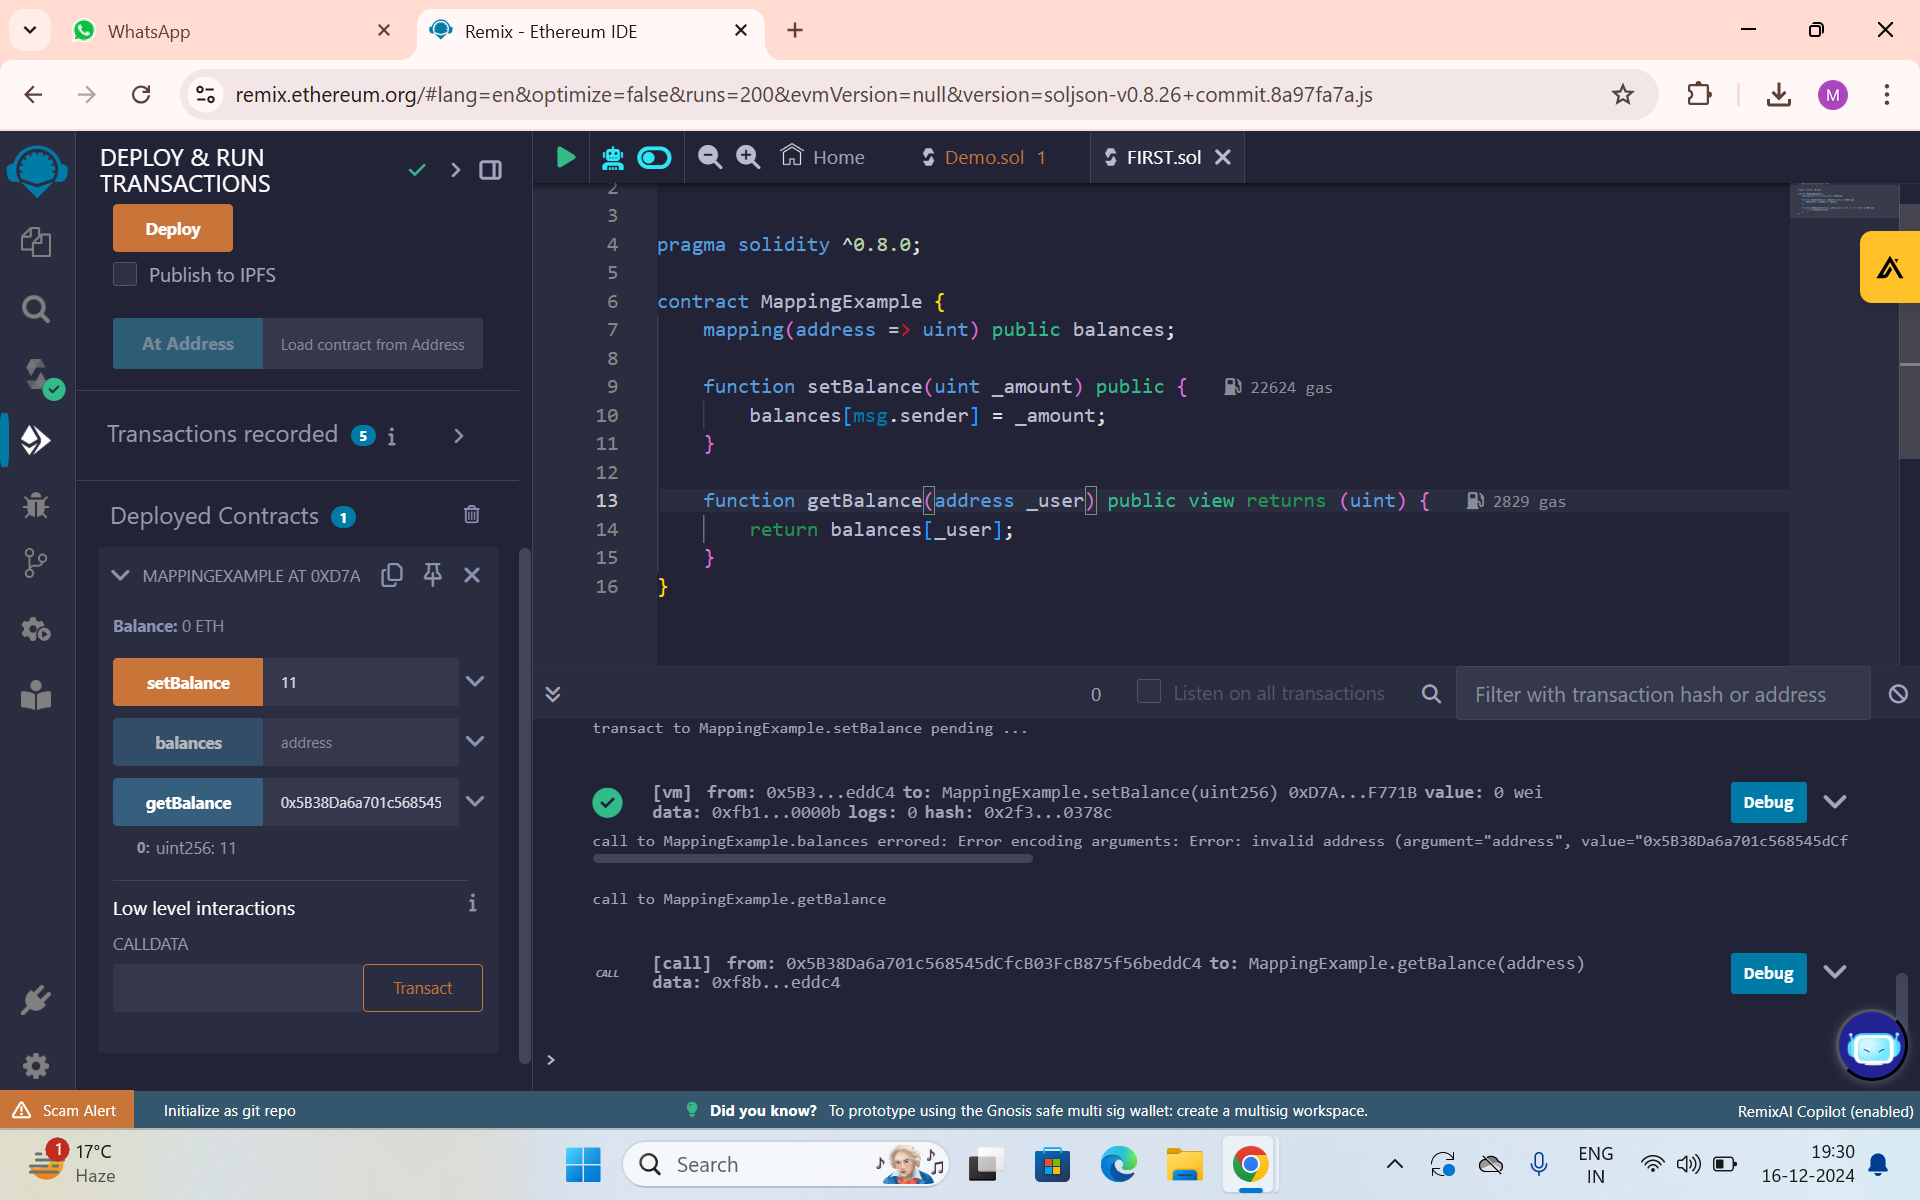 WhatsApp
Remix - Ethereum IDE
remix.ethereum.org/#lang=en&optimize=false&runs=200&evmVersion=null&version=soljson-v0.8.26+commit.8a97fa7a.js
M
DEPLOY & RUN
TRANSACTIONS
Deploy
Publish to IPFS
At Address
Load contract from Address
Transactions recorded 5 i
Deployed Contracts 1
MAPPINGEXAMPLE AT 0XD7A
Balance: 0 ETH
setBalance 11
balances address
getBalance 0x5B38Da6a701c568545
0: uint256: 11
Low level interactions i
CALLDATA
Transact
Home
Demo.sol 1
FIRST.sol
2
3
4 pragma solidity ^0.8.0;
5
6 contract MappingExample {
7 mapping(address => uint) public balances;
8
9 function setBalance(uint _amount) public { 22624 gas
10 balances[msg.sender] = _amount;
11 }
12
13 function getBalance(address _user) public view returns (uint) { 2829 gas
14 return balances[_user];
15 }
16 }
0 Listen on all transactions Filter with transaction hash or address
transact to MappingExample.setBalance pending ...
[vm] from: 0x5B3...eddC4 to: MappingExample.setBalance(uint256) 0xD7A...F771B value: 0 wei
data: 0xfb1...0000b logs: 0 hash: 0x2f3...0378c
Debug
call to MappingExample.balances errored: Error encoding arguments: Error: invalid address (argument="address", value="0x5B38Da6a701c568545dCf
call to MappingExample.getBalance
CALL [call] from: 0x5B38Da6a701c568545dCfcB03FcB875f56beddC4 to: MappingExample.getBalance(address)
data: 0xf8b...eddc4
Debug
>
Scam Alert
Initialize as git repo
Did you know? To prototype using the Gnosis safe multi sig wallet: create a multisig workspace.
RemixAI Copilot (enabled)
1
17°C
Haze
Search
ENG
IN
19:30
16-12-2024